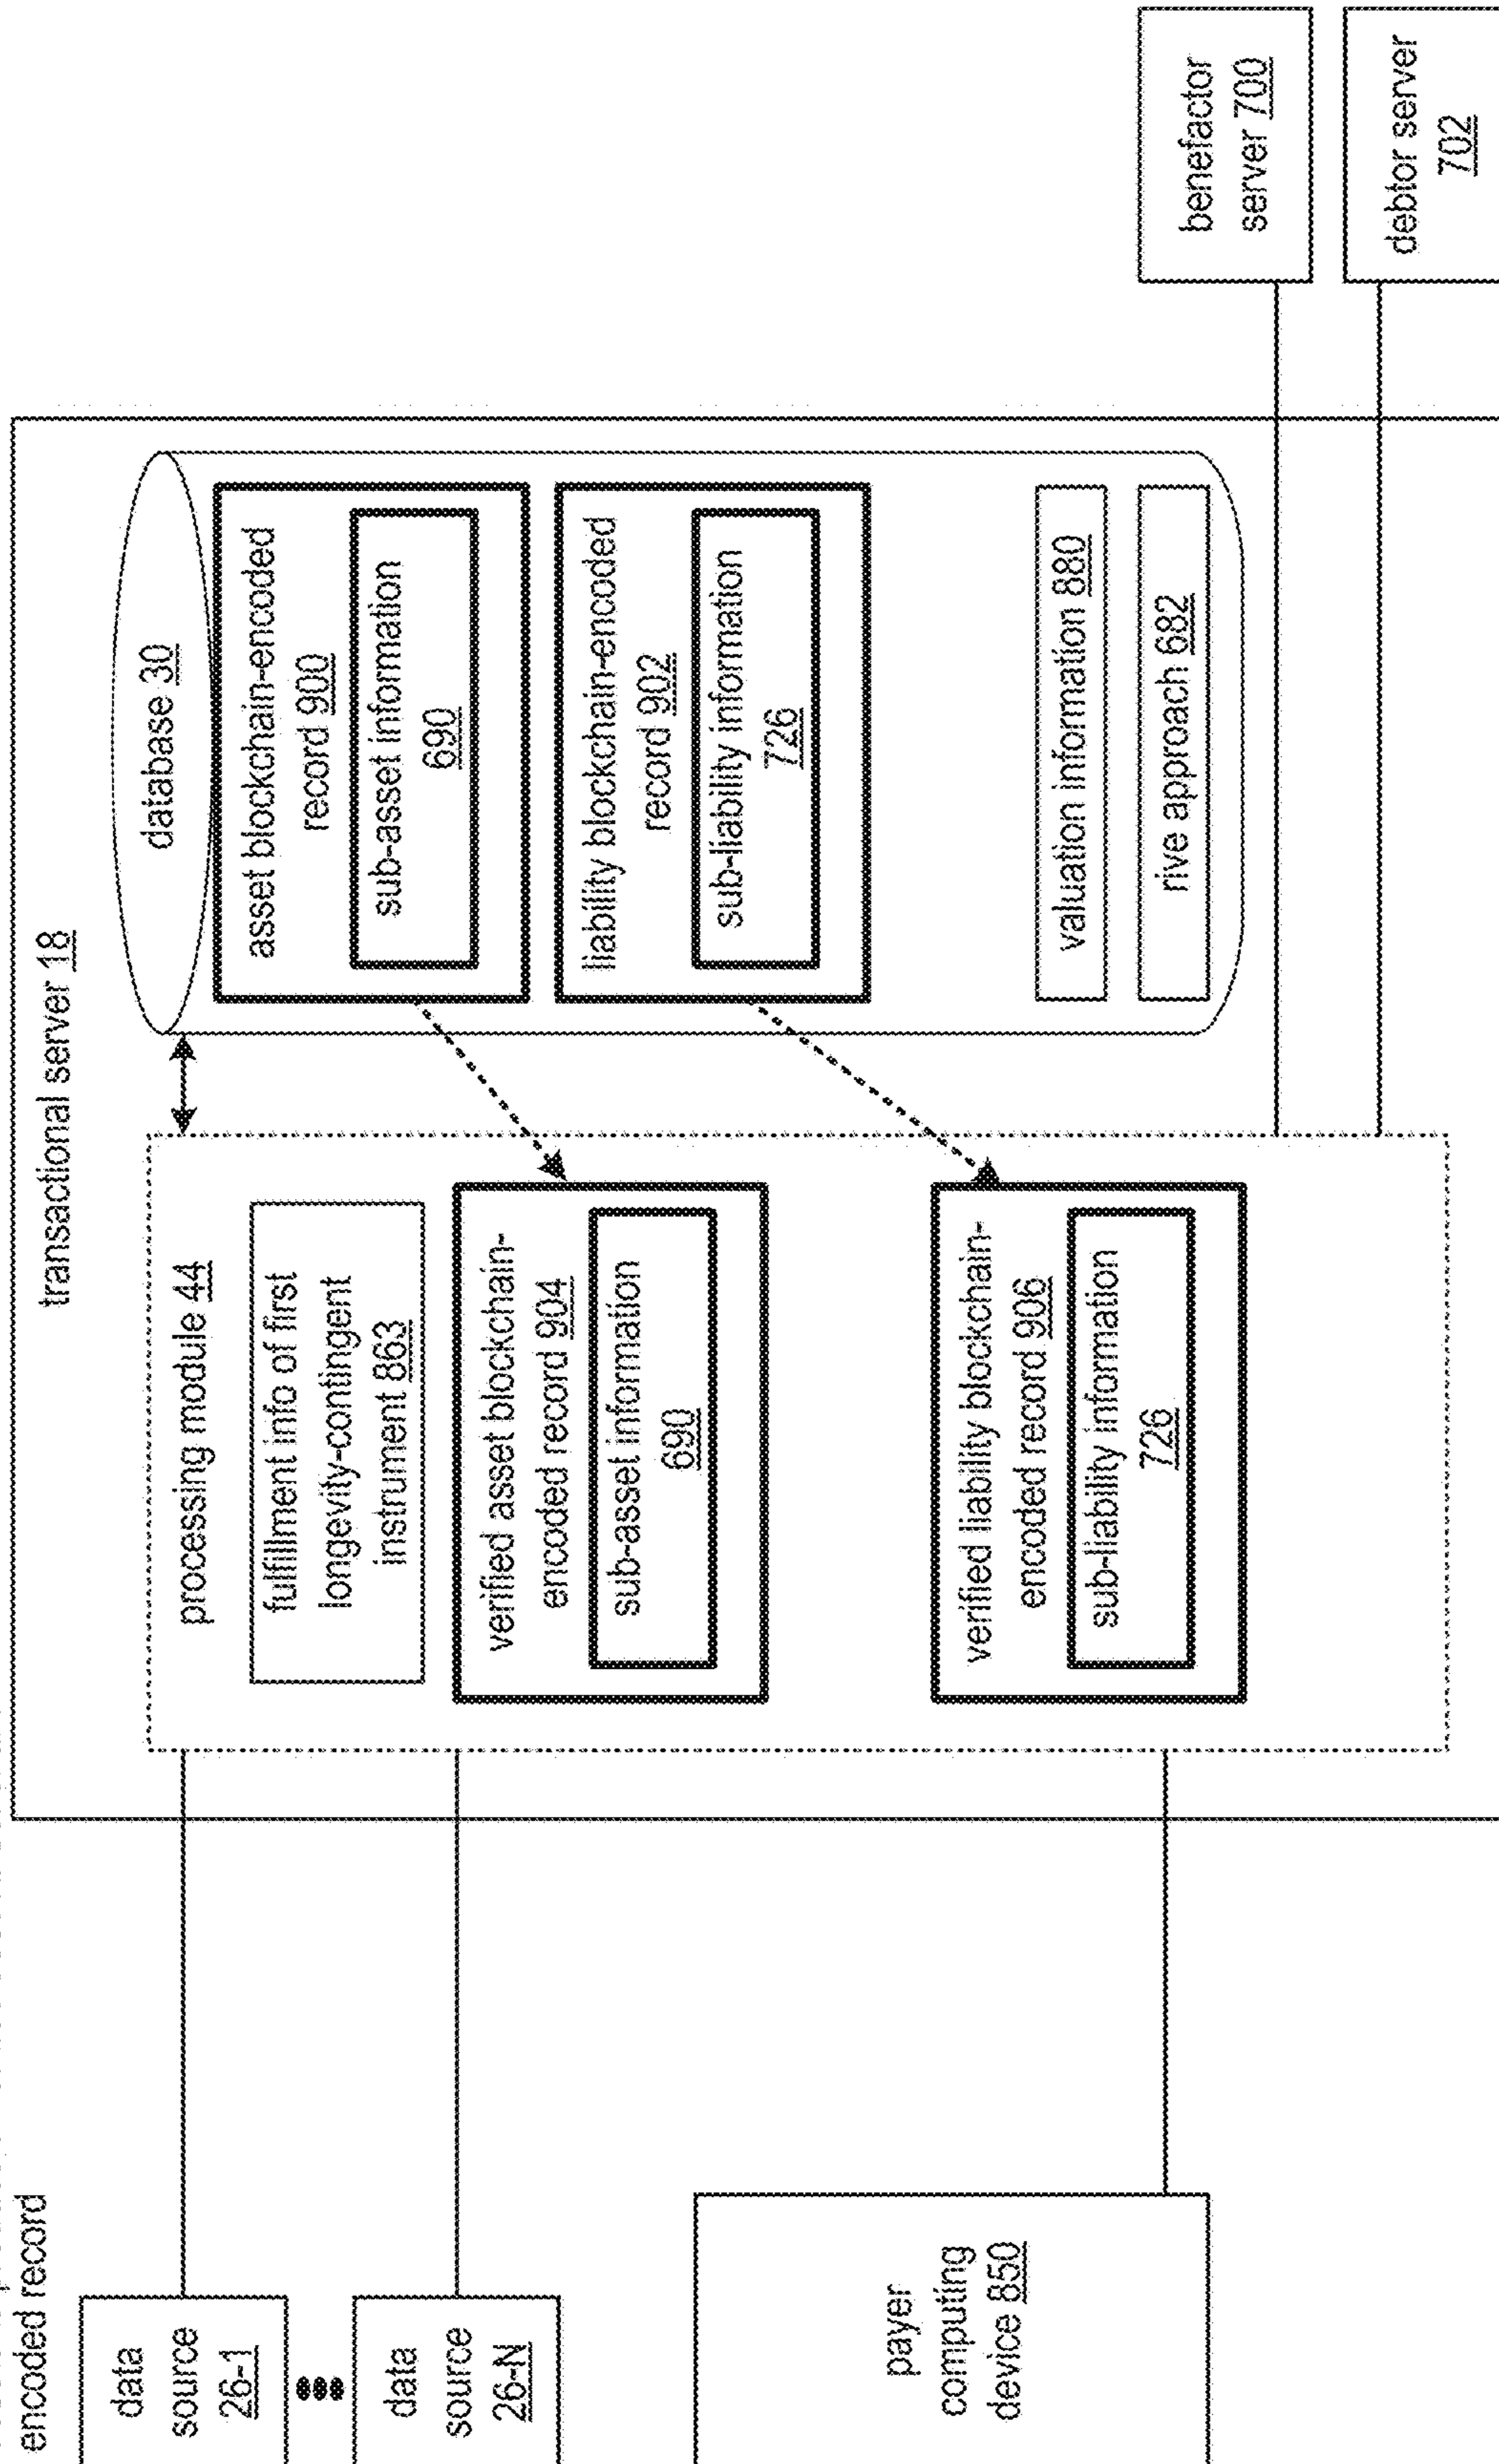 encoded record
data
source
26-1
data
source
26-N
payer
computing
device 850
transactional server 18
processing module 44
fulfillment info of first
longevity-contingent
instrument 863
verified asset blockchain-
encoded record 904
sub-asset information
690
verified liability blockchain-
encoded record 906
sub-liability information
726
database 30
asset blockchain-encoded
record 900
sub-asset information
690
liability blockchain-encoded
record 902
sub-liability information
726
valuation information 880
rive approach 682
benefactor
server 700
debtor server
702